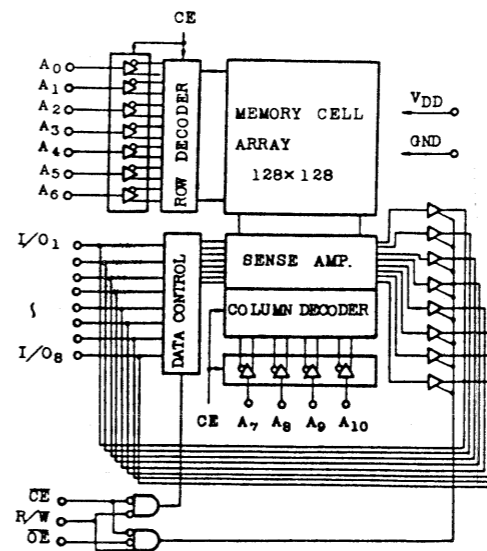 CE
A0
A1
A2
A3
A4
A5
A6
ROW DECODER
MEMORY CELL
ARRAY
128×128
VDD
GND
I/O1
~
I/O8
DATA CONTROL
SENSE AMP.
COLUMN DECODER
CE
A7 A8 A9 A10
CE
R/W
OE